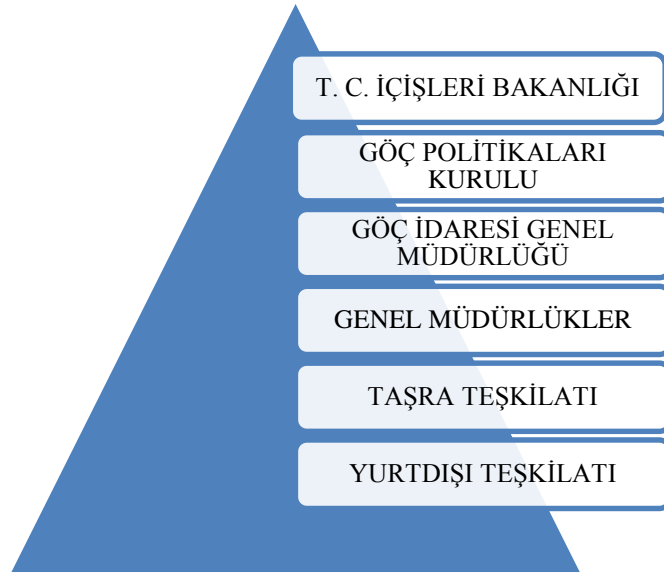 T. C. İÇİŞLERİ BAKANLIĞI
GÖÇ POLİTİKALARI
KURULU
GÖÇ İDARESİ GENEL
MÜDÜRLÜĞÜ
GENEL MÜDÜRLÜKLER
TAŞRA TEŞKİLATI
YURTDIŞI TEŞKİLATI